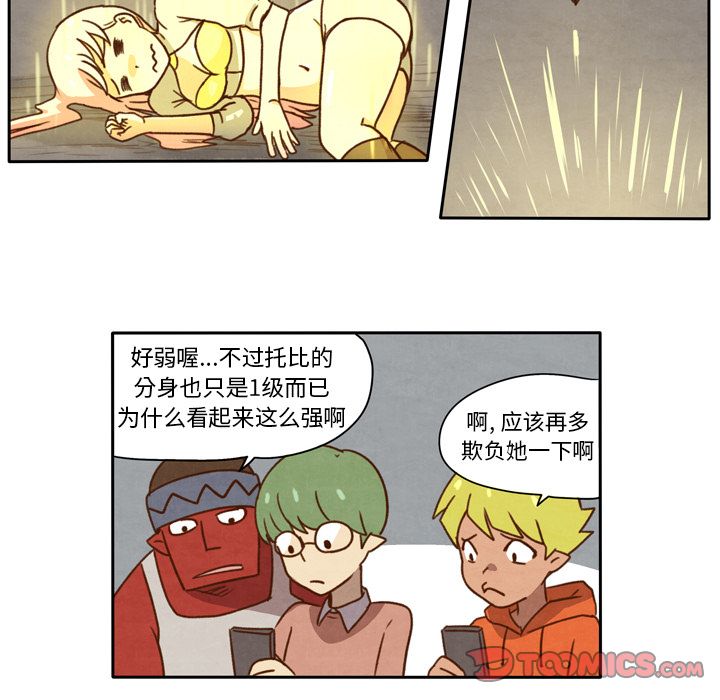 好弱喔...不过托比的
分身也只是1级而已
为什么看起来这么强啊
啊, 应该再多
欺负她一下啊
TOOMICS.COM